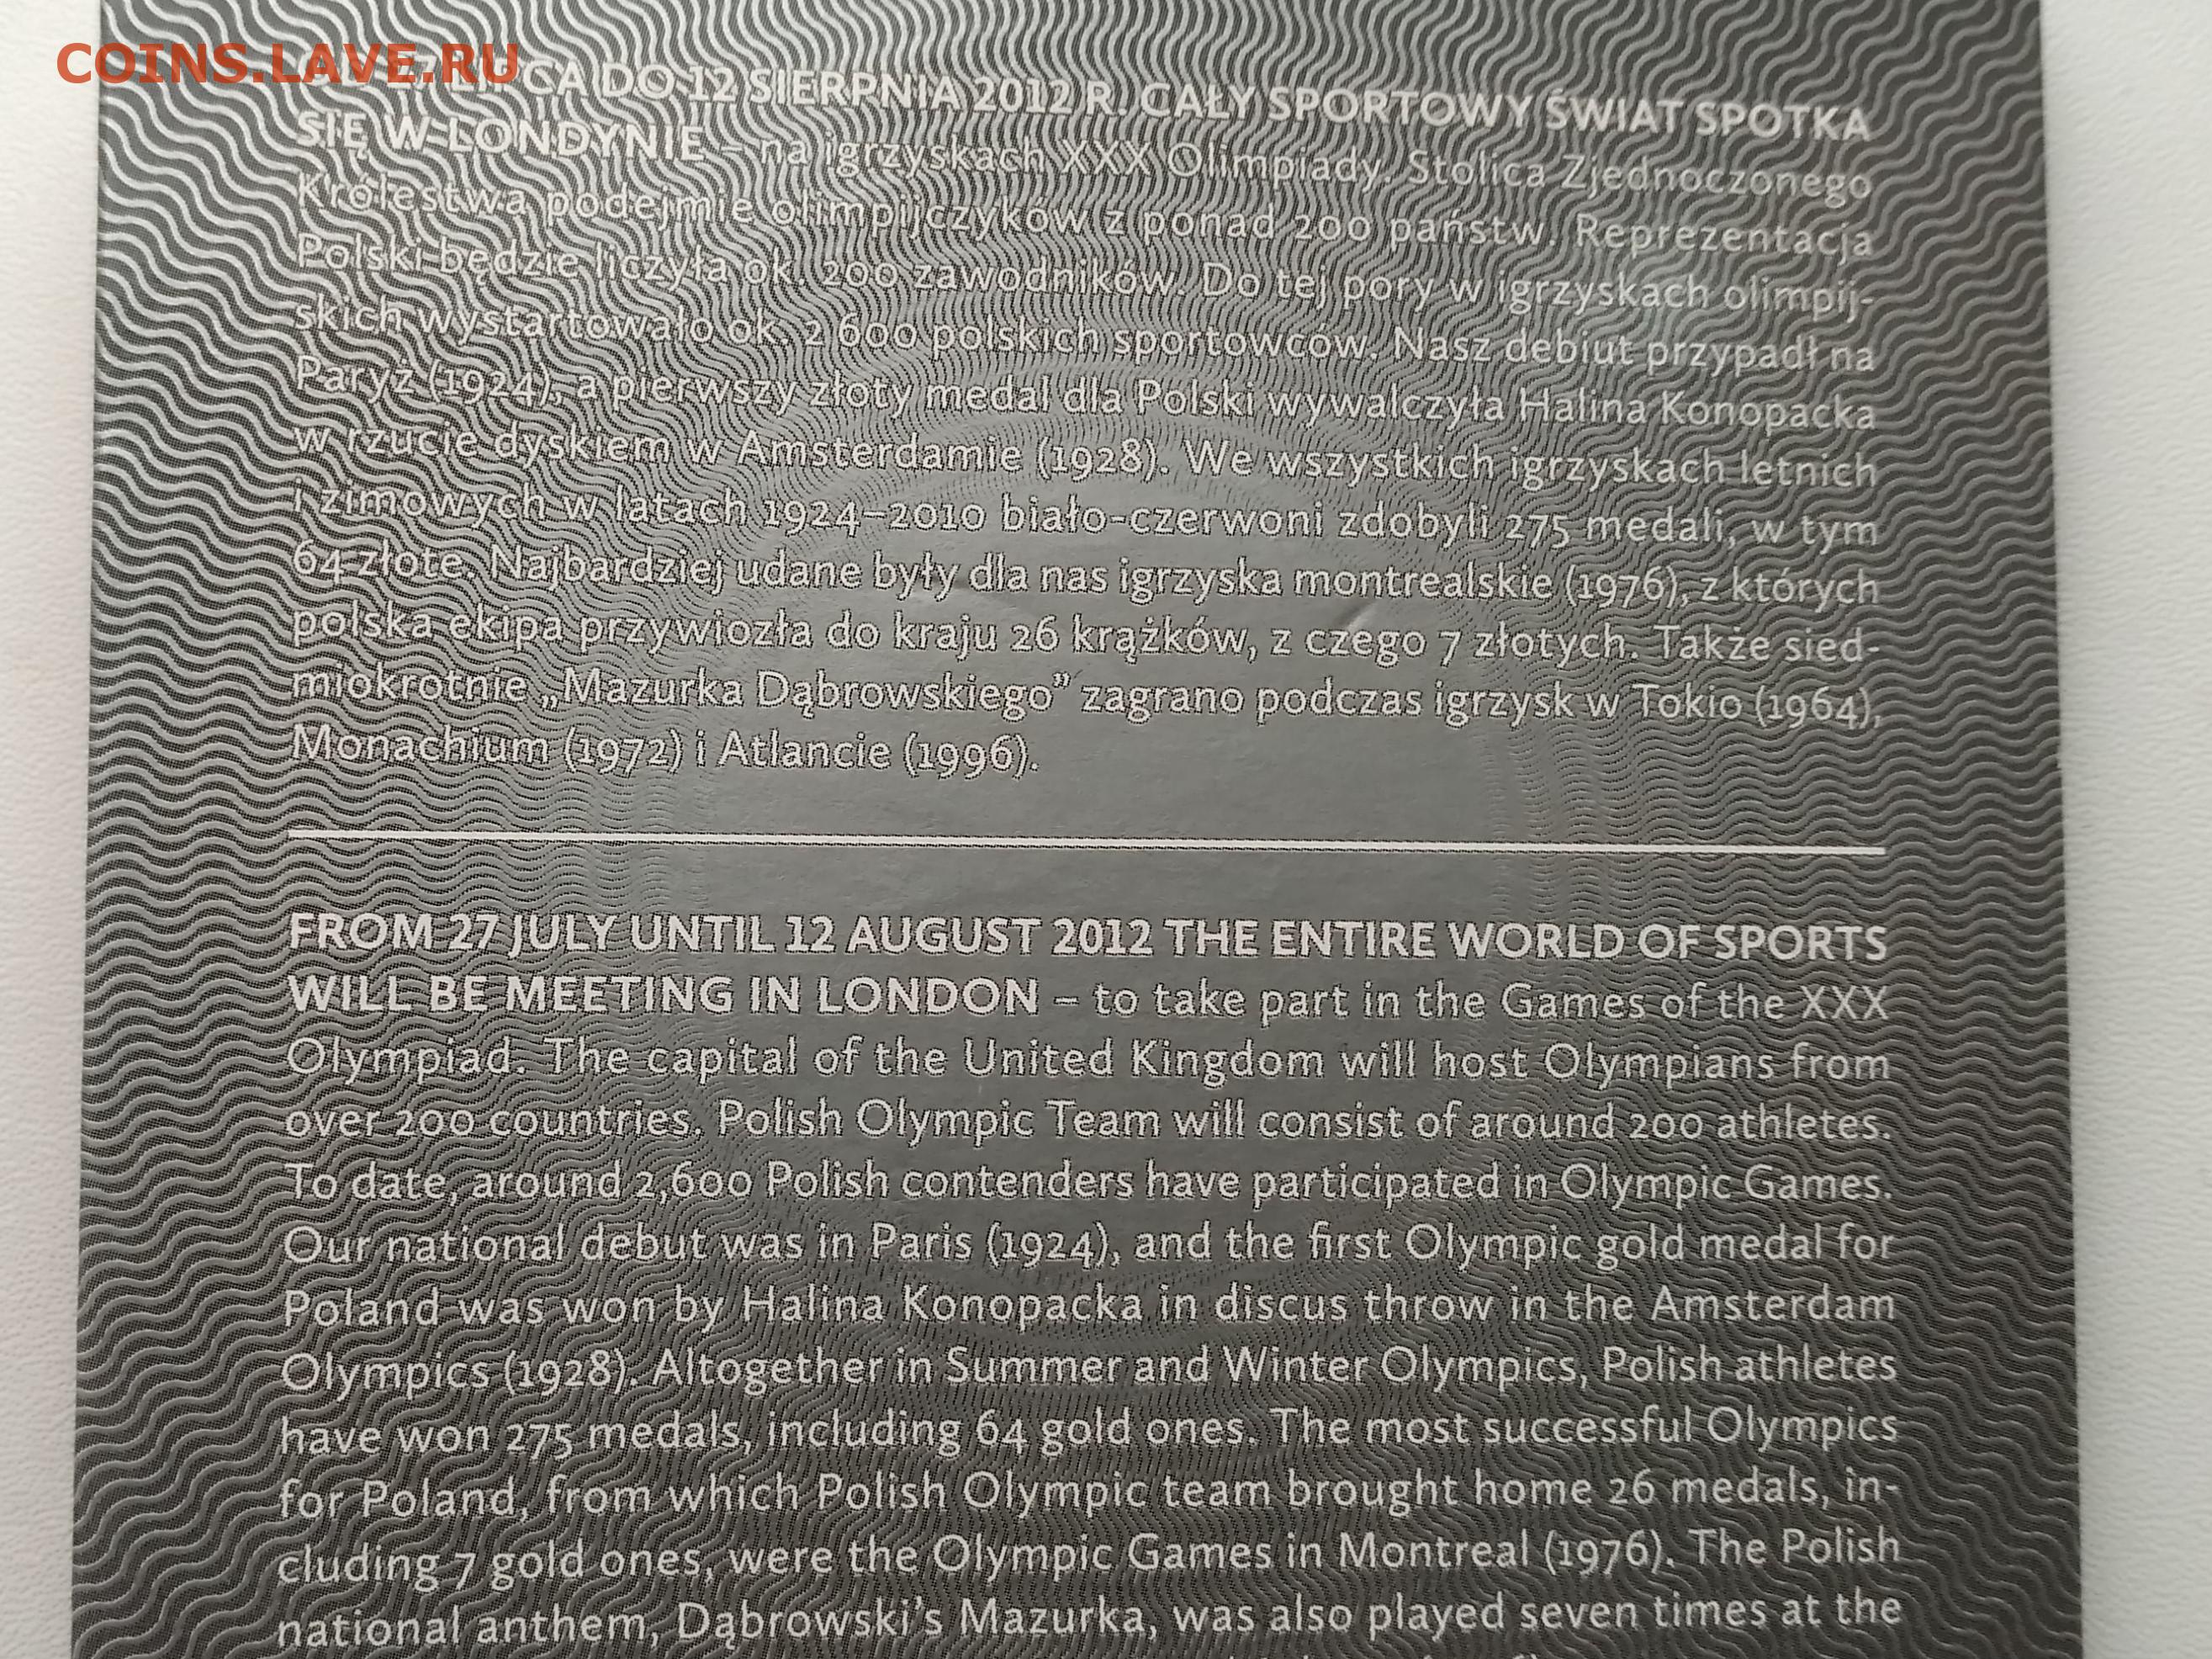 COINS.LAVE.RU
CA DO 12 SIERPNIA 2012 R. CAŁY SPORTOWY ŚWIAT SPOTKA
SIĘ W LONDYNIE – na igrzyskach XXX Olimpiady. Stolica Zjednoczonego
Królestwa podejmie olimpijczyków z ponad 200 państw. Reprezentacja
Polski będzie liczyła ok. 200 zawodników. Do tej pory w igrzyskach olimpij-
skich wystartowało ok. 2 600 polskich sportowców. Nasz debiut przypadł na
Paryż (1924), a pierwszy złoty medal dla Polski wywalczyła Halina Konopacka
w rzucie dyskiem w Amsterdamie (1928). We wszystkich igrzyskach letnich
i zimowych w latach 1924–2010 biało-czerwoni zdobyli 275 medali, w tym
64 złote. Najbardziej udane były dla nas igrzyska montrealskie (1976), z których
polska ekipa przywiozła do kraju 26 krążków, z czego 7 złotych. Także sied-
miokrotnie „Mazurka Dąbrowskiego” zagrano podczas igrzysk w Tokio (1964),
Monachium (1972) i Atlancie (1996).
FROM 27 JULY UNTIL 12 AUGUST 2012 THE ENTIRE WORLD OF SPORTS
WILL BE MEETING IN LONDON – to take part in the Games of the XXX
Olympiad. The capital of the United Kingdom will host Olympians from
over 200 countries. Polish Olympic Team will consist of around 200 athletes.
To date, around 2,600 Polish contenders have participated in Olympic Games.
Our national debut was in Paris (1924), and the first Olympic gold medal for
Poland was won by Halina Konopacka in discus throw in the Amsterdam
Olympics (1928). Altogether in Summer and Winter Olympics, Polish athletes
have won 275 medals, including 64 gold ones. The most successful Olympics
for Poland, from which Polish Olympic team brought home 26 medals, in-
cluding 7 gold ones, were the Olympic Games in Montreal (1976). The Polish
national anthem, Dąbrowski’s Mazurka, was also played seven times at the